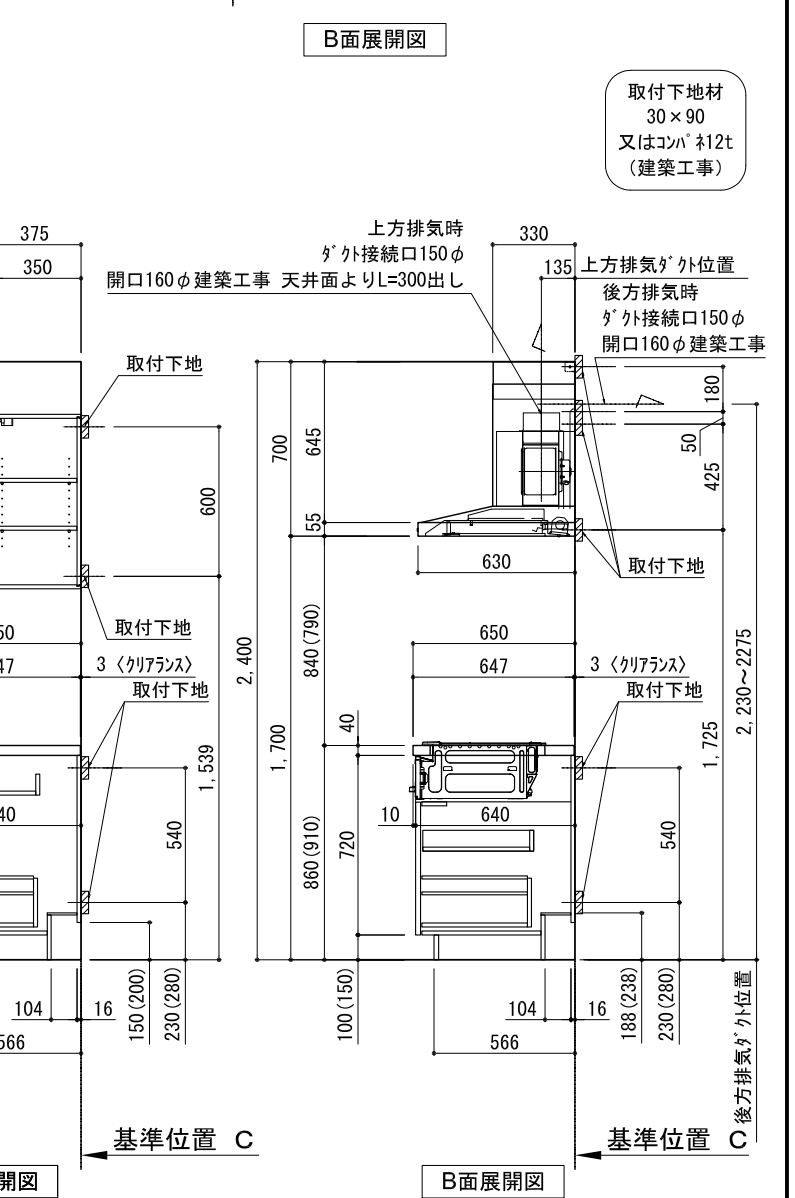 B面展開図
取付下地材
30×90
又はコンパネ12t
(建築工事)
上方排気時
ダクト接続口150φ
開口160φ建築工事 天井面よりL=300出し
375
350
330
135
上方排気ダクト位置
後方排気時
ダクト接続口150φ
開口160φ建築工事
取付下地
180
50
425
700
645
55
600
630
取付下地
取付下地
50
650
47
3 〈クリアランス〉
647
3 〈クリアランス〉
取付下地
取付下地
2,400
840(790)
1,700
40
1,539
1,725
2,230～2275
40
10
640
540
860(910)
720
540
104
16
150(200)
230(280)
100(150)
104
16
188(238)
230(280)
後方排気ダクト位置
566
566
基準位置 C
基準位置 C
開図
B面展開図